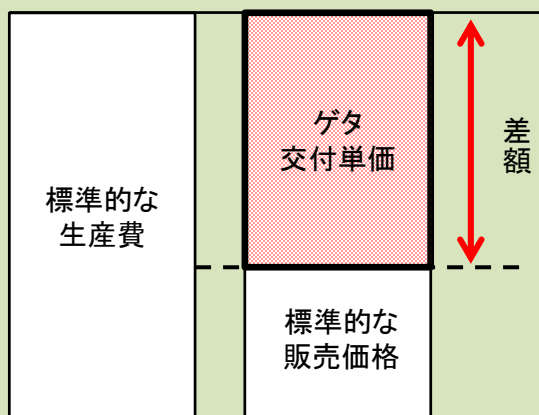 標準的な
生産費
ゲタ
交付単価
標準的な
販売価格
差額